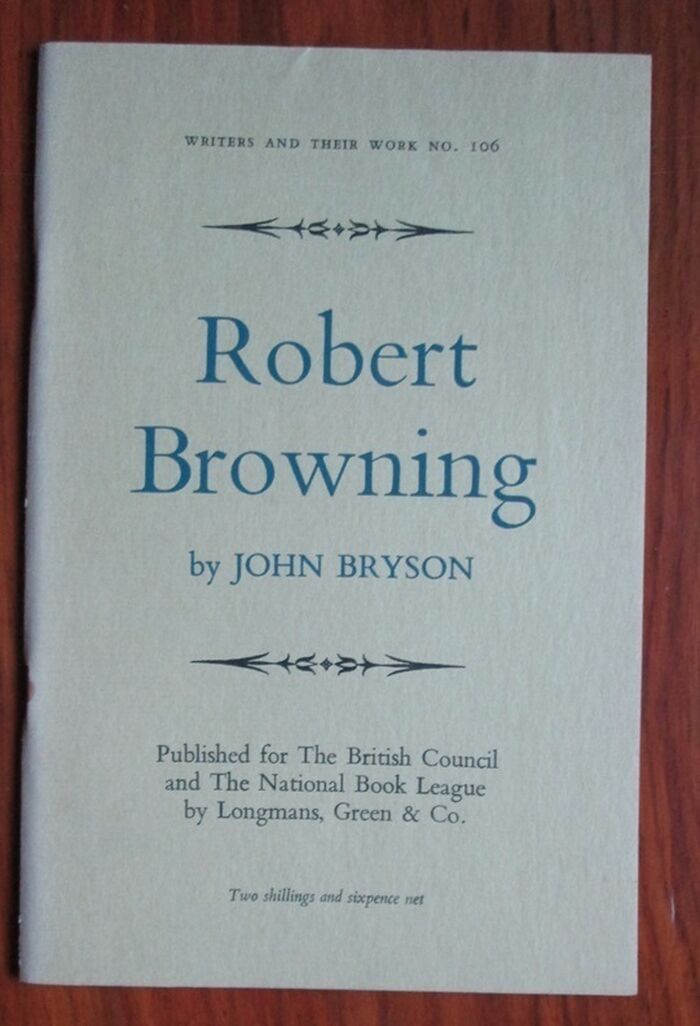 WRITERS AND THEIR WORK NO. 106
Robert
Browning
by JOHN BRYSON
Published for The British Council
and The National Book League
by Longmans, Green & Co.
Two shillings and sixpence net